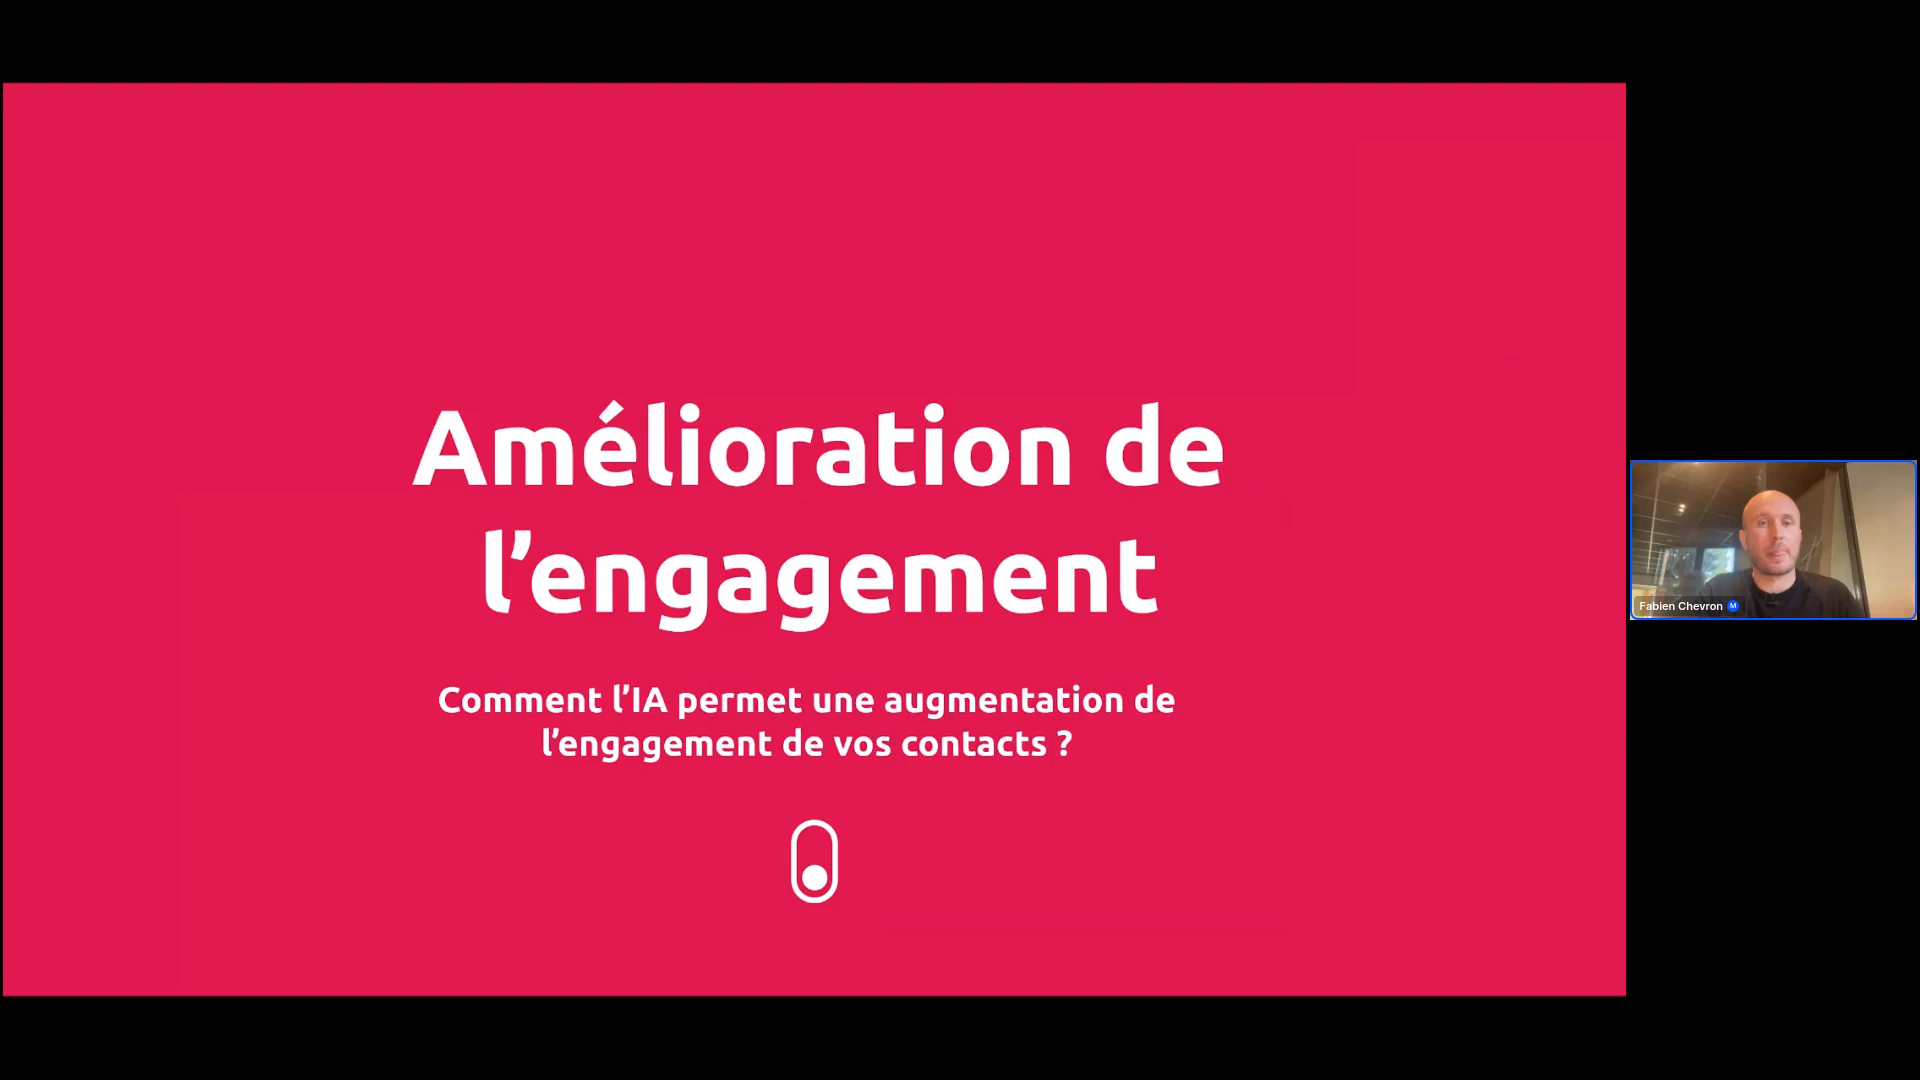 Amélioration de
l’engagement
Comment l’IA permet une augmentation de
l’engagement de vos contacts ?
Fabien Chevron M